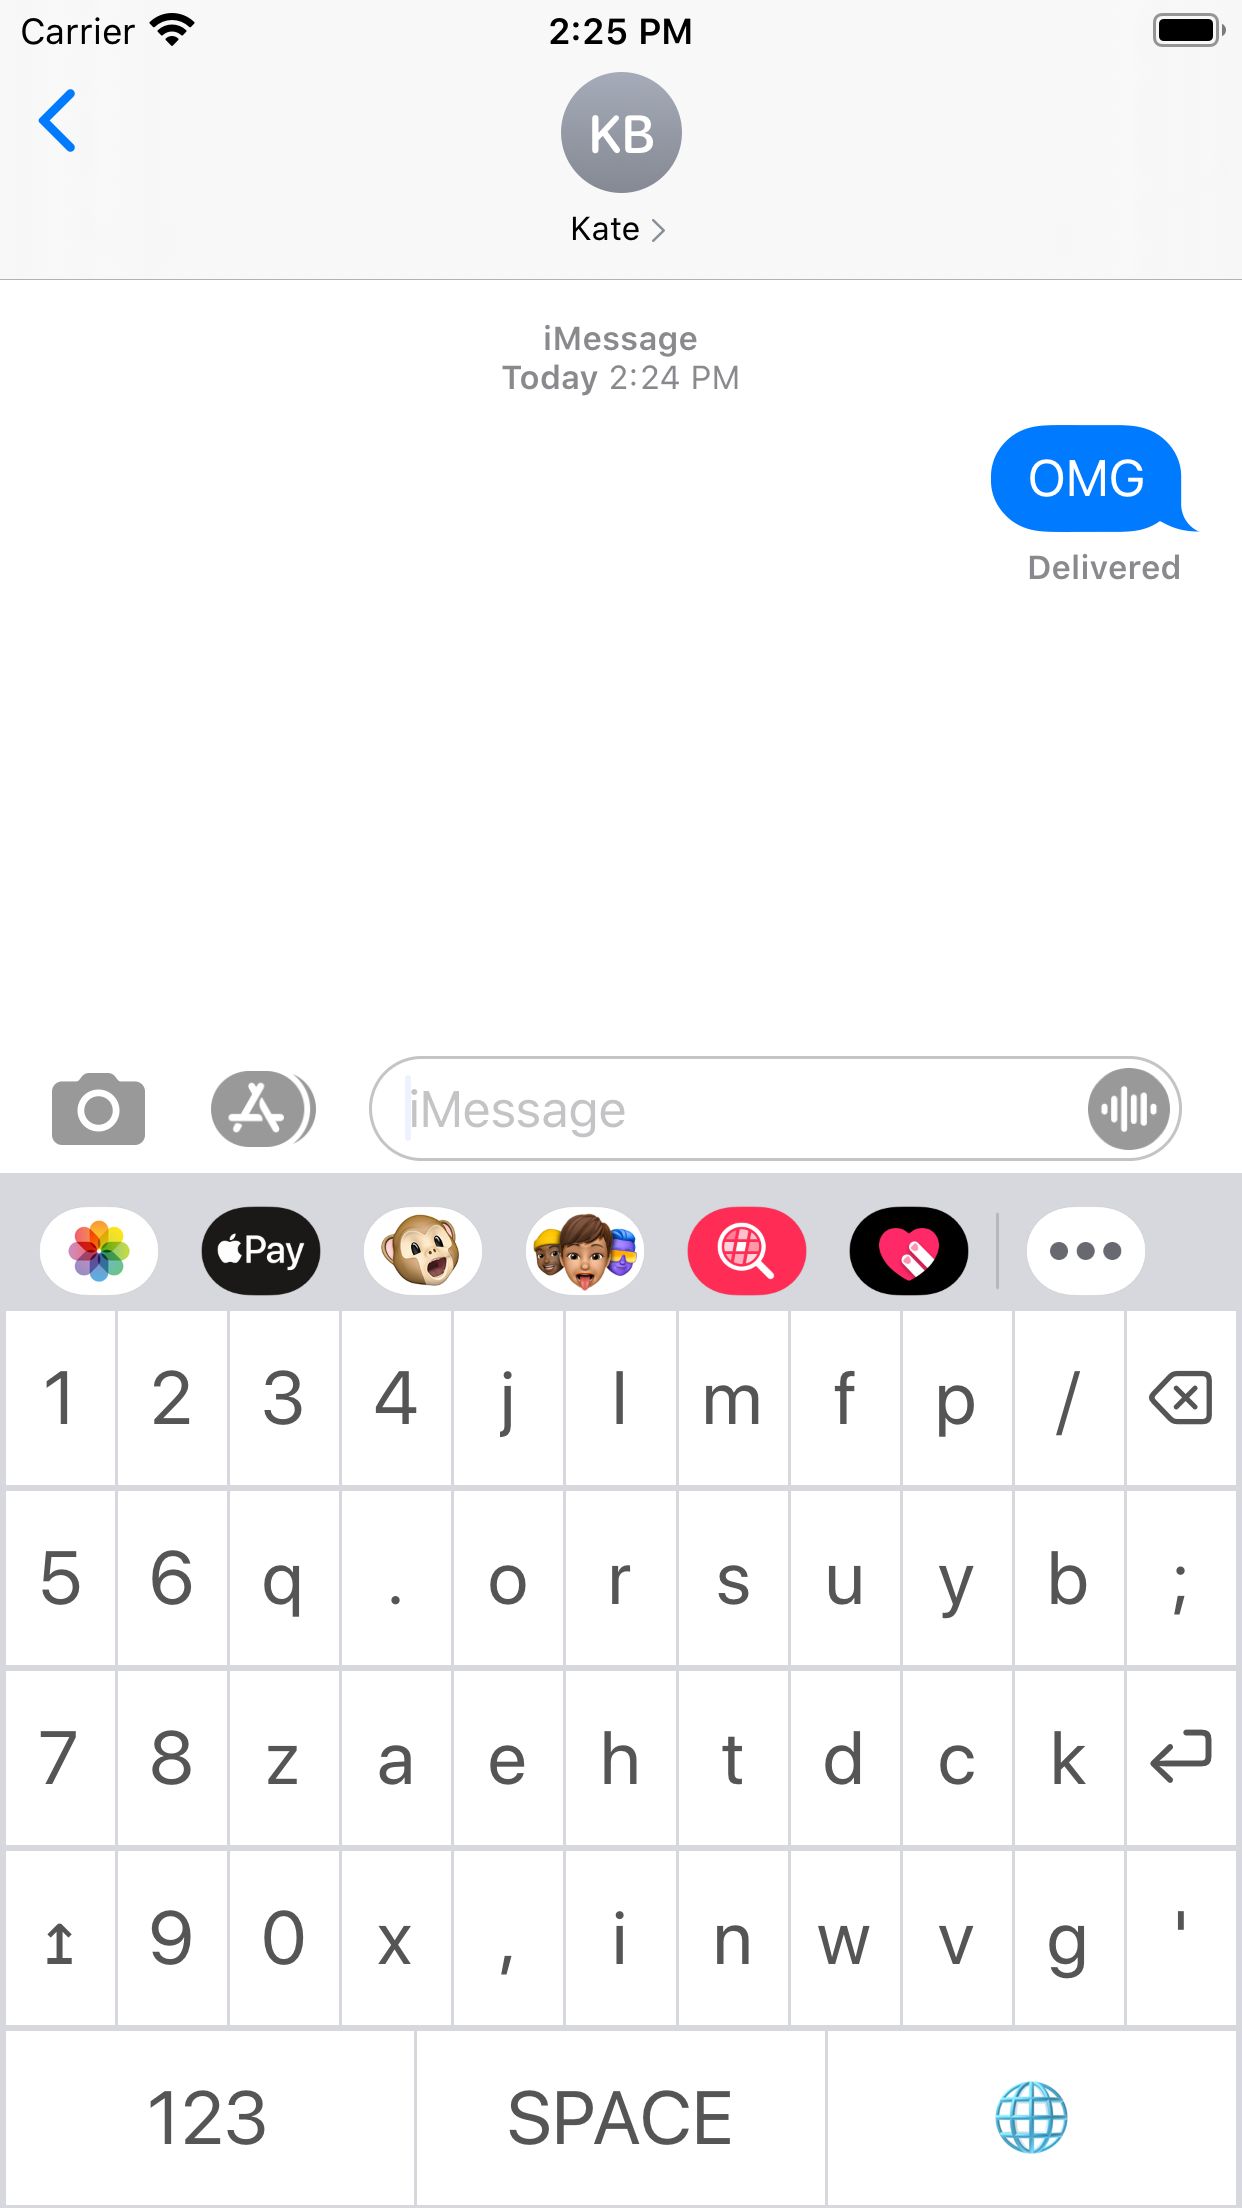 Carrier 2:25 PM
KB
Kate
iMessage
Today 2:24 PM
OMG
Delivered
iMessage
Pay
1 2 3 4 j l m f p /
5 6 q . o r s u y b ;
7 8 z a e h t d c k
↥ 9 0 x , i n w v g '
123 SPACE